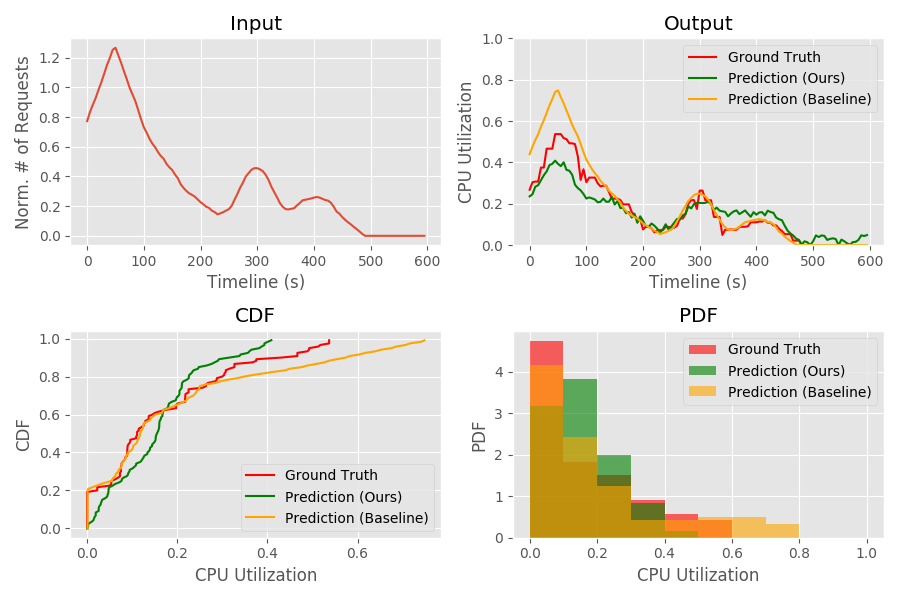 Input
Norm. # of Requests
1.2
1.0
0.8
0.6
0.4
0.2
0.0
0 100 200 300 400 500 600
Timeline (s)
Output
CPU Utilization
1.0
0.8
0.6
0.4
0.2
0.0
Ground Truth
Prediction (Ours)
Prediction (Baseline)
0 100 200 300 400 500 600
Timeline (s)
CDF
CDF
1.0
0.8
0.6
0.4
0.2
0.0
Ground Truth
Prediction (Ours)
Prediction (Baseline)
0.0 0.2 0.4 0.6
CPU Utilization
PDF
PDF
4
3
2
1
0
Ground Truth
Prediction (Ours)
Prediction (Baseline)
0.0 0.2 0.4 0.6 0.8 1.0
CPU Utilization